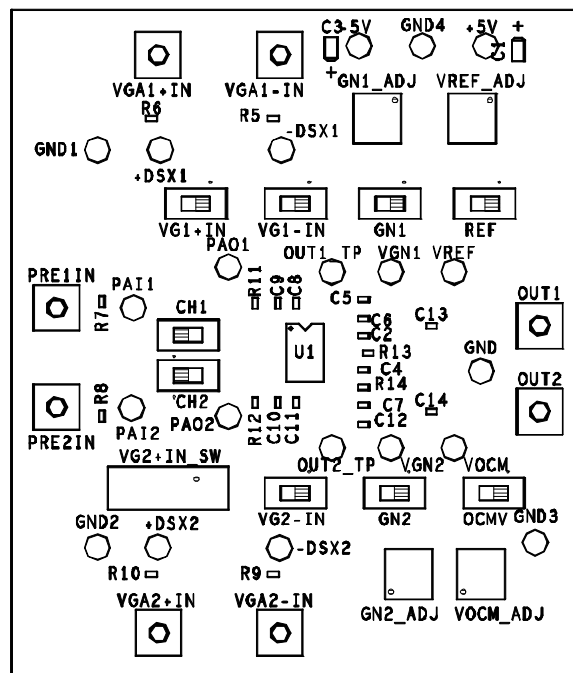 C3 -5V GND4 +5V +
+
VGA1+IN VGA1-IN GN1_ADJ VREF_ADJ
R6 R5
GND1 -DSX1
+DSX1
VG1+IN VG1-IN GN1 REF
PAO1 OUT1_TP VGN1 VREF
PRE1IN PAI1 R11 C9 C8 OUT1
R7 CH1 C5 C13
C6
C2
U1 R13 GND
C4
R8 CH2 R14 OUT2
C7 C14
PRE2IN PAI2 PAO2 R12 C10 C11 C12
VG2+IN_SW OUT2_TP VGN2 VOCM
VG2-IN GN2 OCMV
GND2 +DSX2 -DSX2 GND3
R10 R9
VGA2+IN VGA2-IN GN2_ADJ VOCM_ADJ